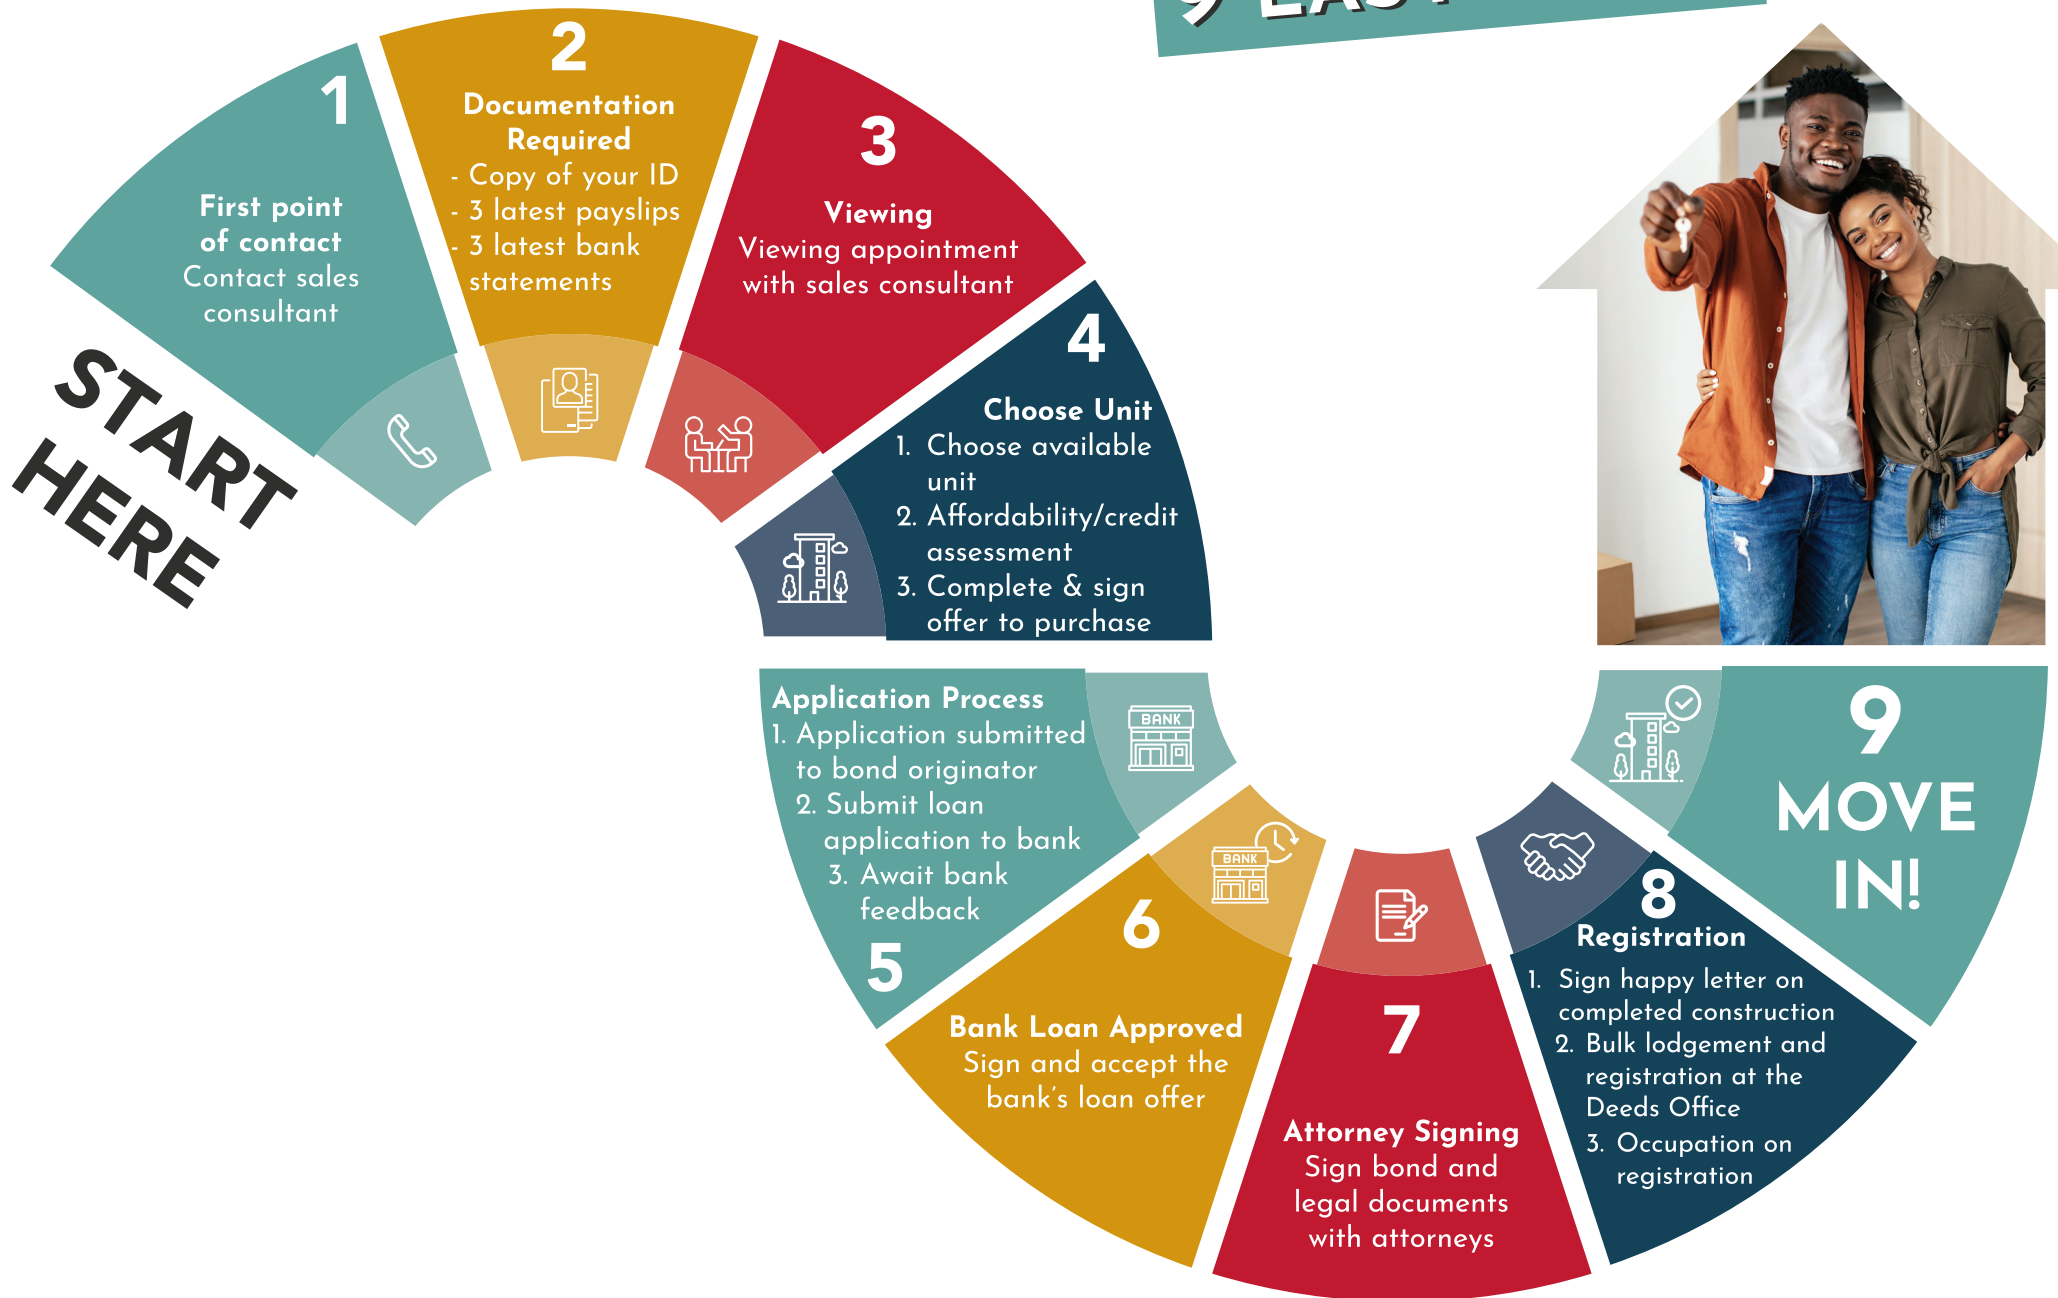 9 EASY
START
HERE
1
First point
of contact
Contact sales
consultant
2
Documentation
Required
- Copy of your ID
- 3 latest payslips
- 3 latest bank
statements
3
Viewing
Viewing appointment
with sales consultant
4
Choose Unit
1. Choose available
unit
2. Affordability/credit
assessment
3. Complete & sign
offer to purchase
Application Process
1. Application submitted
to bond originator
2. Submit loan
application to bank
3. Await bank
feedback
5
BANK
BANK
6
Bank Loan Approved
Sign and accept the
bank's loan offer
7
Attorney Signing
Sign bond and
legal documents
with attorneys
8
Registration
1. Sign happy letter on
completed construction
2. Bulk lodgement and
registration at the
Deeds Office
3. Occupation on
registration
9
MOVE
IN!